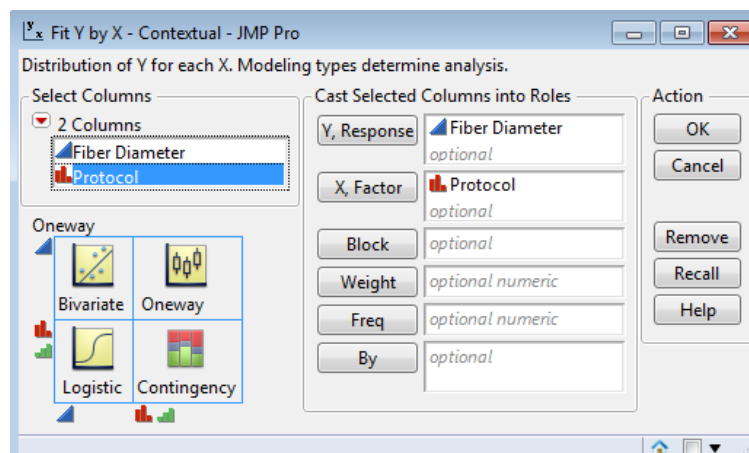 Fit Y by X - Contextual - JMP Pro
Distribution of Y for each X. Modeling types determine analysis.
Select Columns
2 Columns
Fiber Diameter
Protocol
Oneway
Bivariate
Oneway
Logistic
Contingency
Cast Selected Columns into Roles
Y, Response
Fiber Diameter
optional
X, Factor
Protocol
optional
Block
optional
Weight
optional numeric
Freq
optional numeric
By
optional
Action
OK
Cancel
Remove
Recall
Help